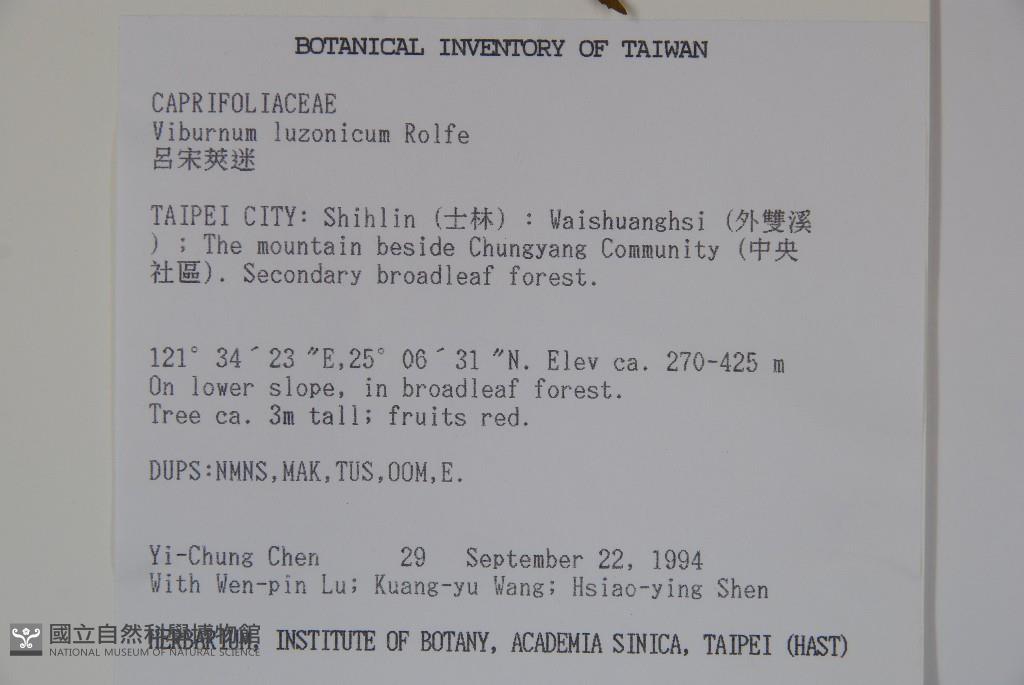 BOTANICAL INVENTORY OF TAIWAN
CAPRIFOLIACEAE
Viburnum luzonicum Rolfe
呂宋莢迷
TAIPEI CITY: Shihlin (士林) : Waishuanghsi (外雙溪
) ; The mountain beside Chungyang Community (中央
社區). Secondary broadleaf forest.
121° 34´23″E,25° 06´31″N. Elev ca. 270-425 m
On lower slope, in broadleaf forest.
Tree ca. 3m tall; fruits red.
DUPS:NMNS,MAK,TUS,OOM,E.
Yi-Chung Chen 29 September 22, 1994
With Wen-pin Lu; Kuang-yu Wang; Hsiao-ying Shen
HERBARIUM, INSTITUTE OF BOTANY, ACADEMIA SINICA, TAIPEI (HAST)
國立自然科學博物館
NATIONAL MUSEUM OF NATURAL SCIENCE